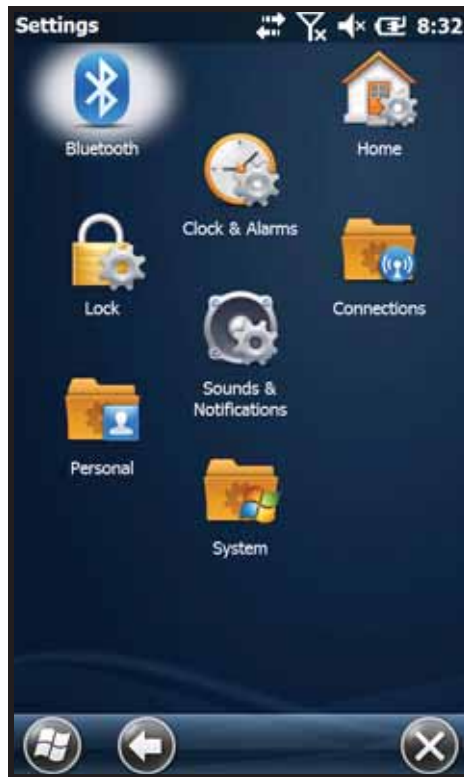 Settings 8:32
Bluetooth
Home
Clock & Alarms
Lock
Connections
Sounds &
Notifications
Personal
System